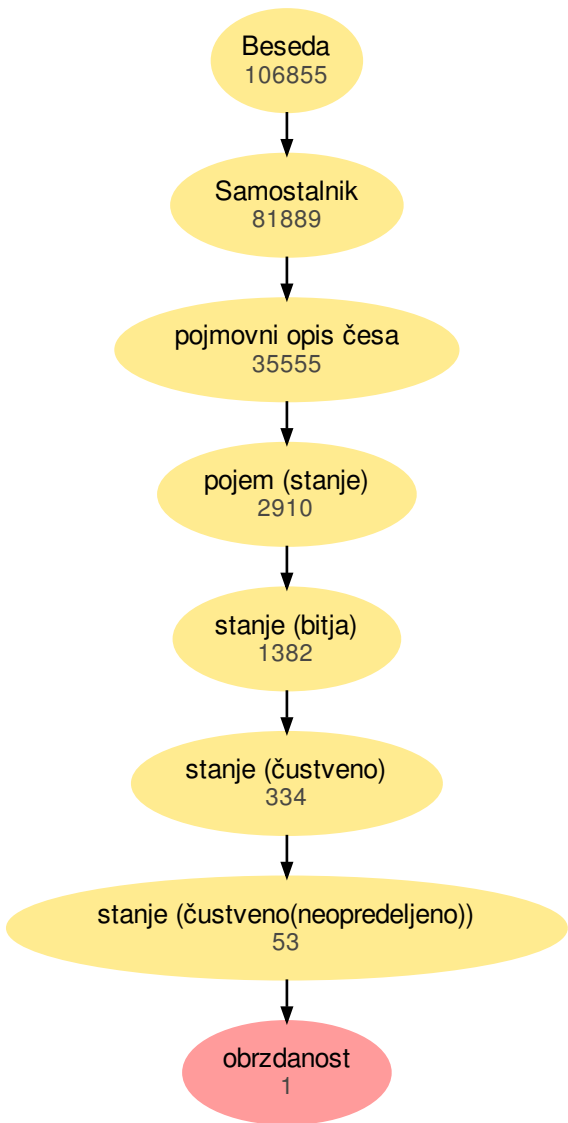 Beseda
106855
Samostalnik
81889
pojmovni opis česa
35555
pojem (stanje)
2910
stanje (bitja)
1382
stanje (čustveno)
334
stanje (čustveno(neopredeljeno))
53
obrzdanost
1